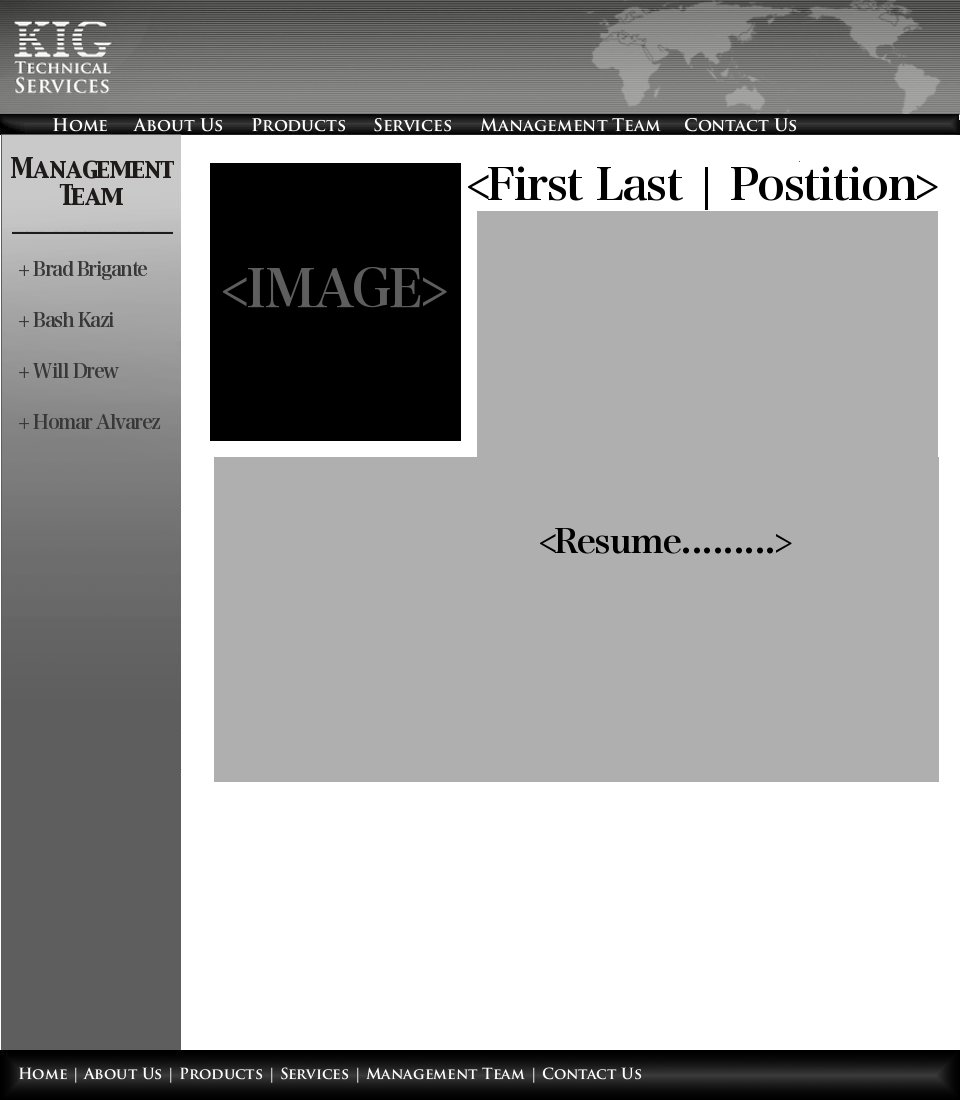 KIG
TECHNICAL
SERVICES
HOME ABOUT US PRODUCTS SERVICES MANAGEMENT TEAM CONTACT US
MANAGEMENT
TEAM
+ Brad Brigante
+ Bash Kazi
+ Will Drew
+ Homar Alvarez
<First Last | Postition>
<IMAGE>
<Resume.........>
HOME | ABOUT US | PRODUCTS | SERVICES | MANAGEMENT TEAM | CONTACT US